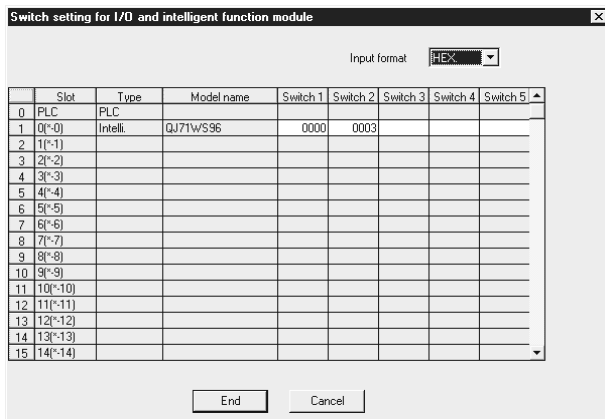 Switch setting for I/O and intelligent function module
Input format HEX.
Slot Type Model name Switch 1 Switch 2 Switch 3 Switch 4 Switch 5
0 PLC PLC
1 0(*-0) Intelli. QJ71WS96 0000 0003
2 1(*-1)
3 2(*-2)
4 3(*-3)
5 4(*-4)
6 5(*-5)
7 6(*-6)
8 7(*-7)
9 8(*-8)
10 9(*-9)
11 10(*-10)
12 11(*-11)
13 12(*-12)
14 13(*-13)
15 14(*-14)
End Cancel